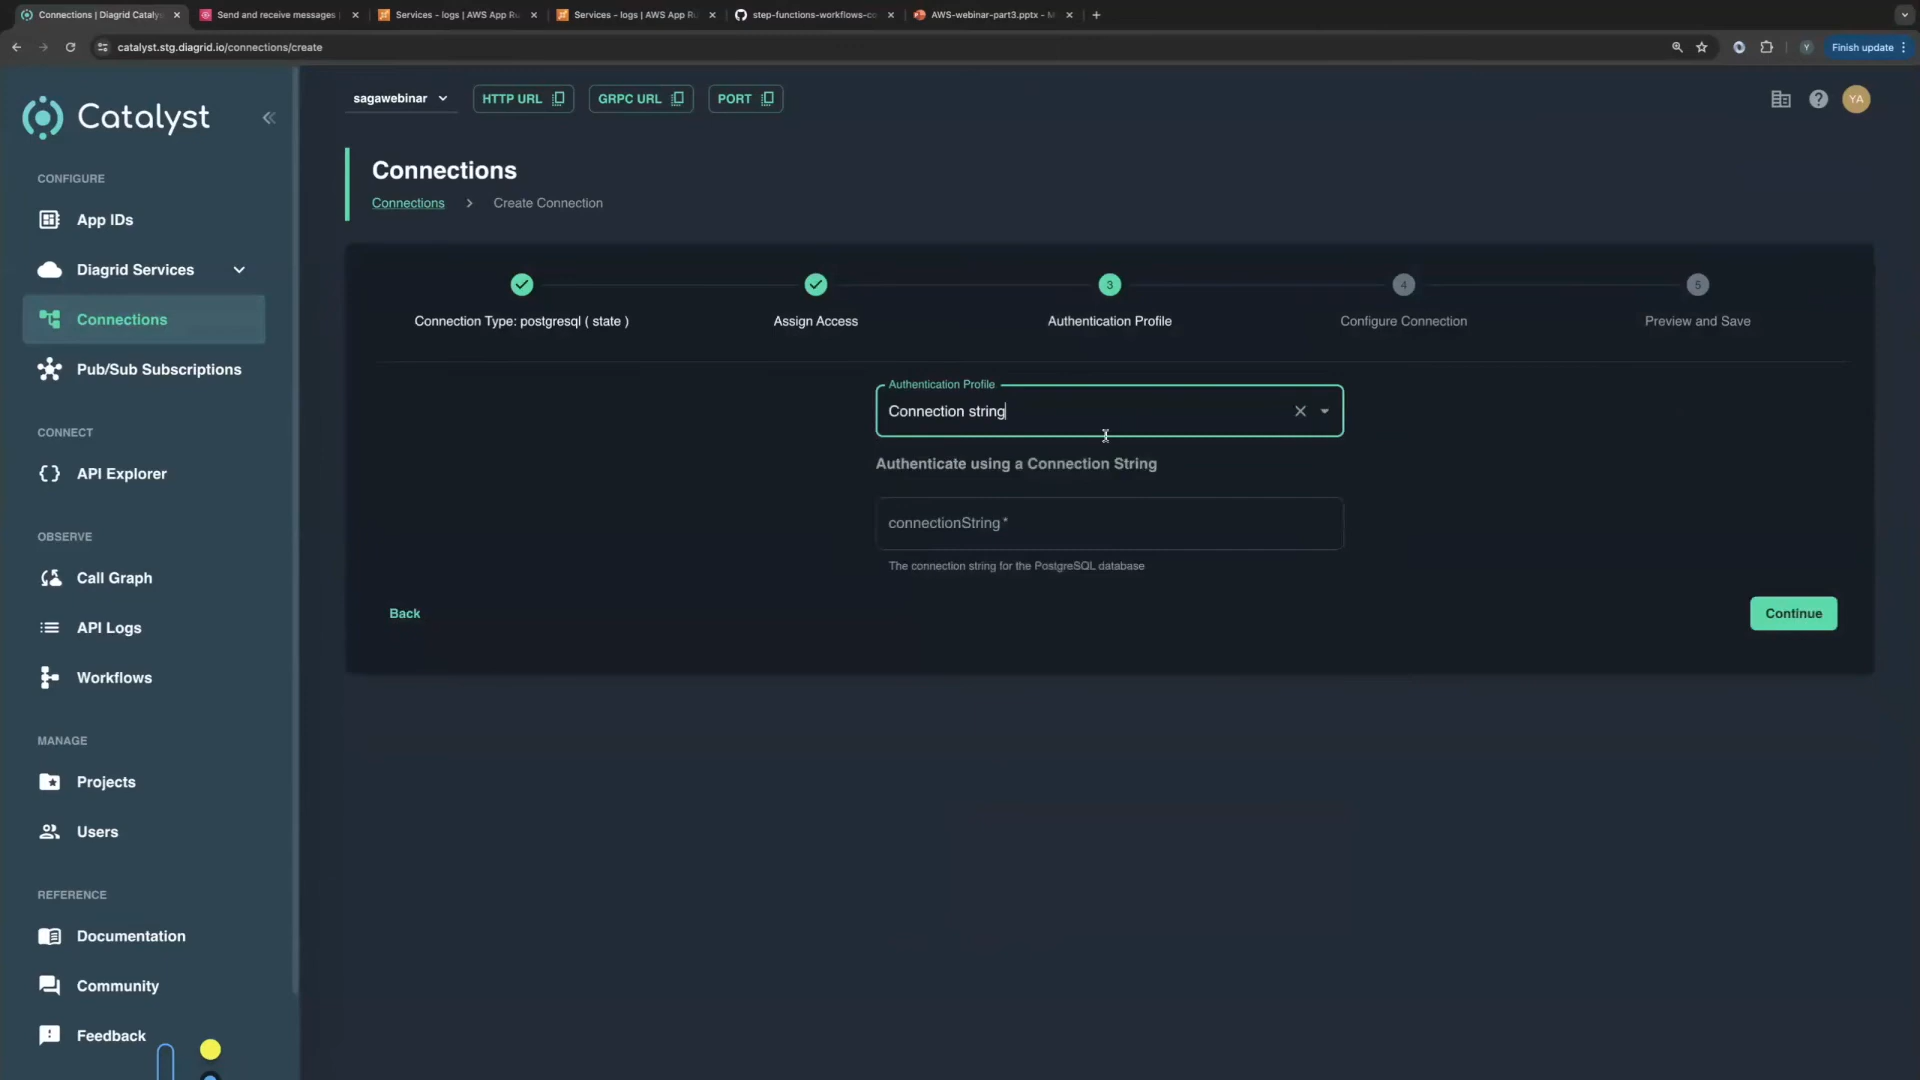 Connections | Diagrid Cataly
Send and receive messages
Services - logs | AWS App Ru
Services - logs | AWS App Ru
step-functions-workflows-co
AWS-webinar-part3.pptx - M
catalyst.stg.diagrid.io/connections/create
Y
Finish update
Catalyst
sagawebinar
HTTP URL
GRPC URL
PORT
YA
CONFIGURE
App IDs
Diagrid Services
Connections
Pub/Sub Subscriptions
CONNECT
API Explorer
OBSERVE
Call Graph
API Logs
Workflows
MANAGE
Projects
Users
REFERENCE
Documentation
Community
Feedback
Connections
Connections > Create Connection
Connection Type: postgresql ( state )
Assign Access
3
Authentication Profile
4
Configure Connection
5
Preview and Save
Authentication Profile
Connection string
Authenticate using a Connection String
connectionString *
The connection string for the PostgreSQL database
Back
Continue